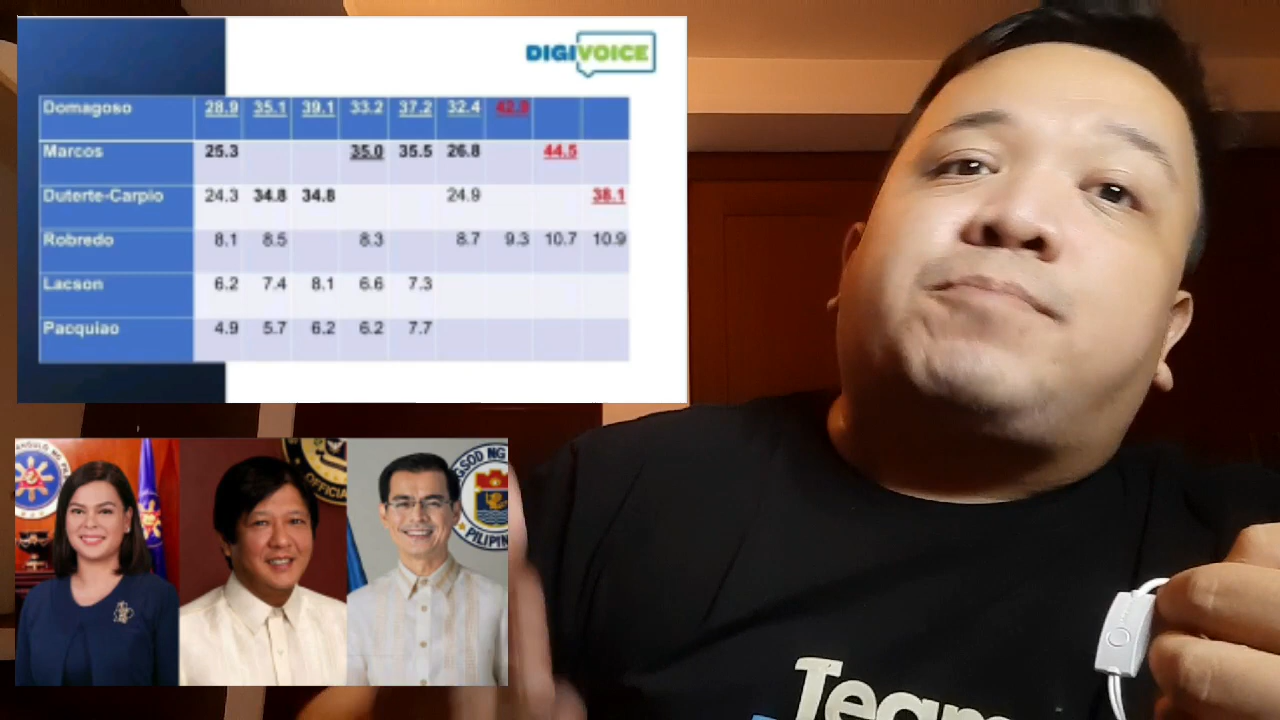 DIGIVOICE
Domagoso 28.9 35.1 39.1 33.2 37.2 32.4 42.8
Marcos 25.3 35.0 35.5 26.8 44.5
Duterte-Carpio 24.3 34.8 34.8 24.9 38.1
Robredo 8.1 8.5 8.3 8.7 9.3 10.7 10.9
Lacson 6.2 7.4 8.1 6.6 7.3
Pacquiao 4.9 5.7 6.2 6.2 7.7
OFFICIA
GSOD NG
PILIPIN
Team